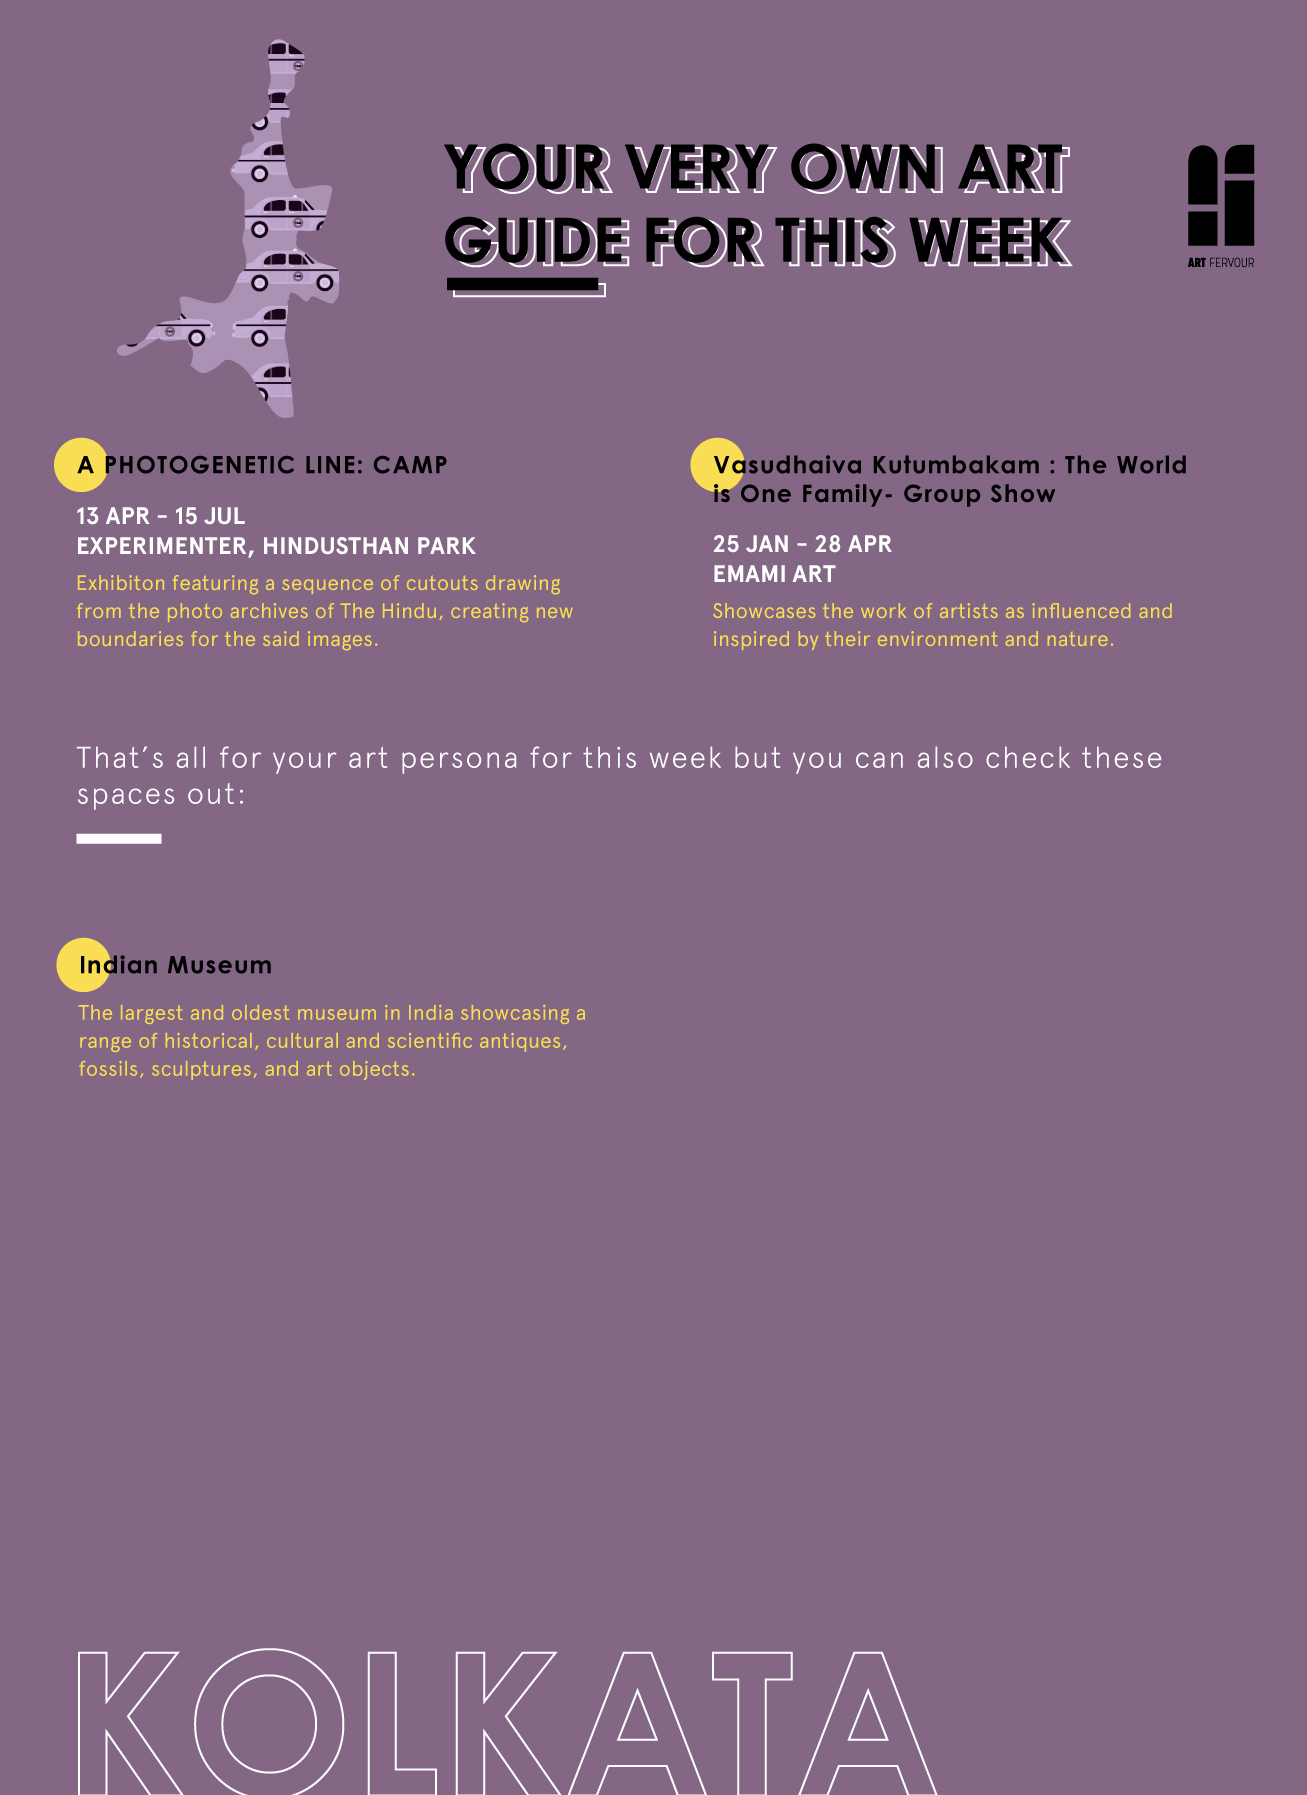 YOUR VERY OWN ART
GUIDE FOR THIS WEEK
ART FERVOUR
A PHOTOGENETIC LINE: CAMP
13 APR – 15 JUL
EXPERIMENTER, HINDUSTHAN PARK
Exhibiton featuring a sequence of cutouts drawing
from the photo archives of The Hindu, creating new
boundaries for the said images.
Vasudhaiva Kutumbakam : The World
is One Family- Group Show
25 JAN – 28 APR
EMAMI ART
Showcases the work of artists as influenced and
inspired by their environment and nature.
That's all for your art persona for this week but you can also check these
spaces out:
Indian Museum
The largest and oldest museum in India showcasing a
range of historical, cultural and scientific antiques,
fossils, sculptures, and art objects.
KOLKATA